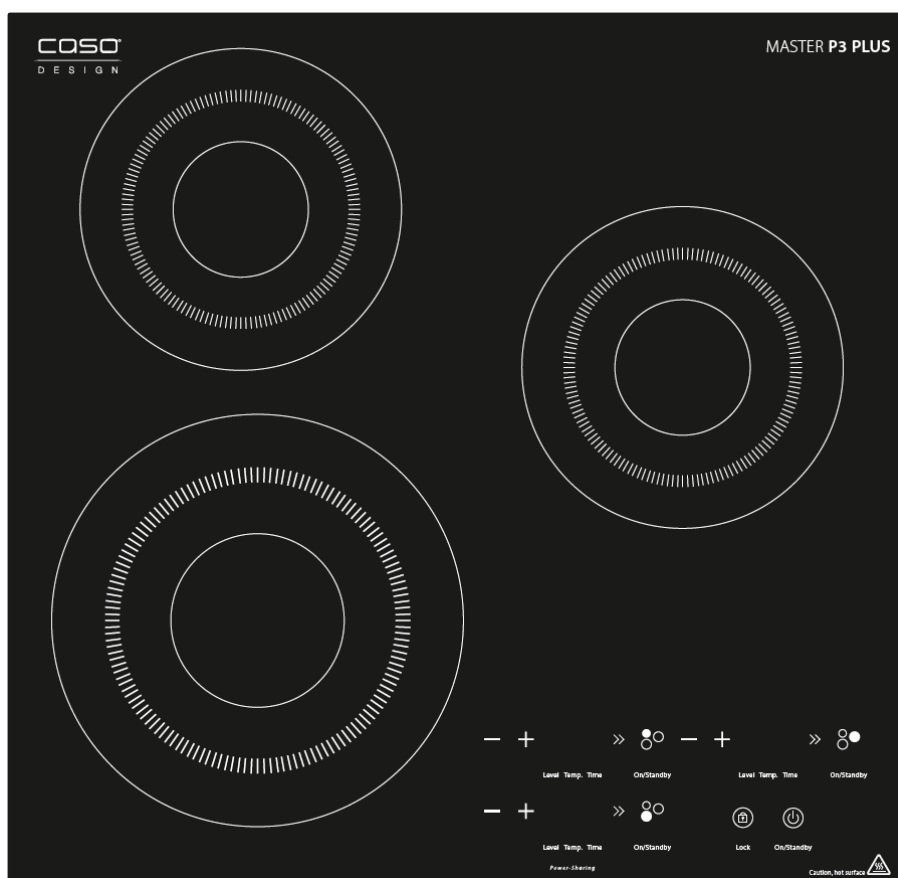 caso
DESIGN
MASTER P3 PLUS
Level Temp. Time On/Standby Level Temp. Time On/Standby
Level Temp. Time On/Standby Lock On/Standby
Power-Sharing
Caution, hot surface